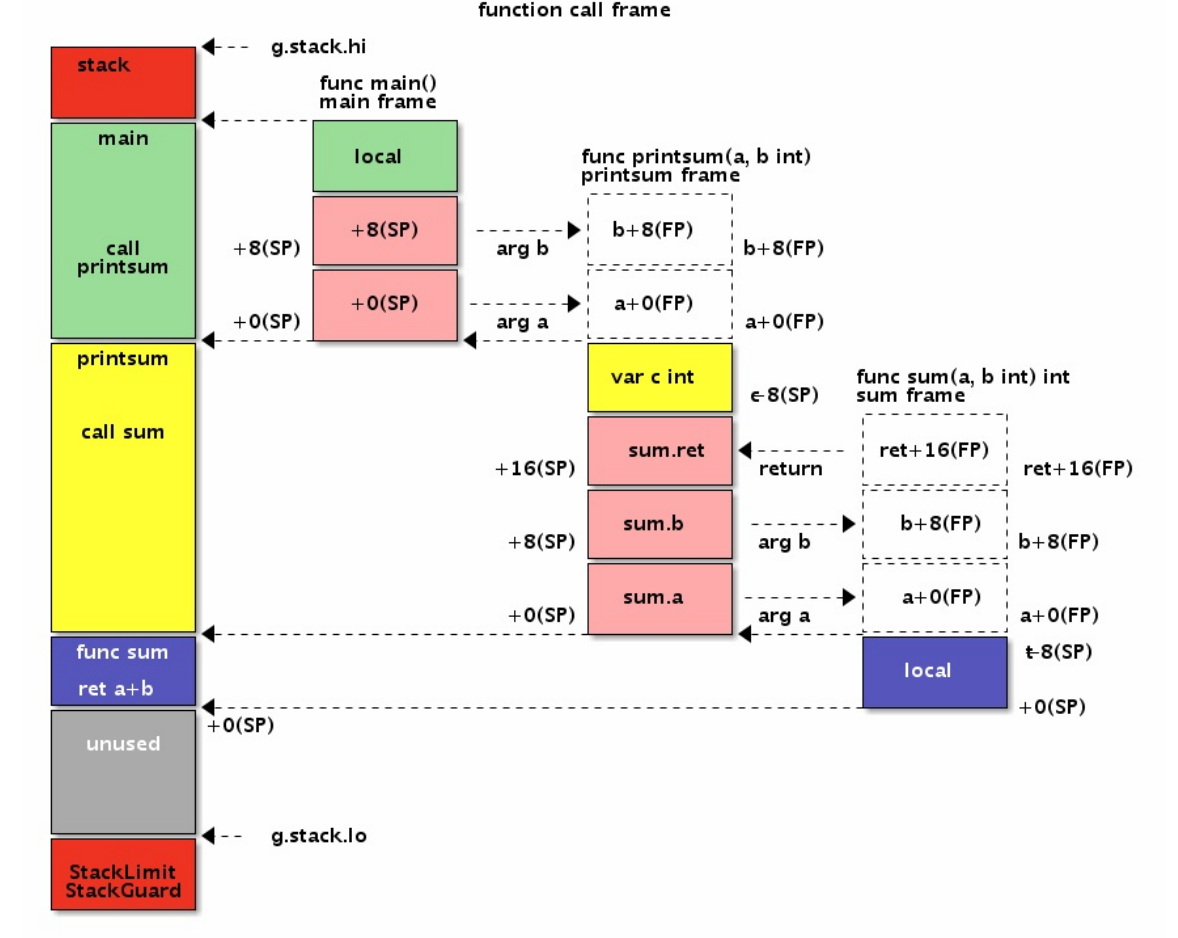 function call frame
g.stack.hi
stack
func main()
main frame
main
local
func printsum(a, b int)
printsum frame
+8(SP)
b+8(FP)
call
printsum
+8(SP)
arg b
b+8(FP)
+0(SP)
a+0(FP)
+0(SP)
arg a
a+0(FP)
printsum
var c int
func sum(a, b int) int
sum frame
c-8(SP)
call sum
sum.ret
ret+16(FP)
+16(SP)
return
ret+16(FP)
sum.b
b+8(FP)
+8(SP)
arg b
b+8(FP)
sum.a
a+0(FP)
+0(SP)
arg a
a+0(FP)
func sum
t-8(SP)
local
ret a+b
+0(SP)
+0(SP)
unused
g.stack.lo
StackLimit
StackGuard